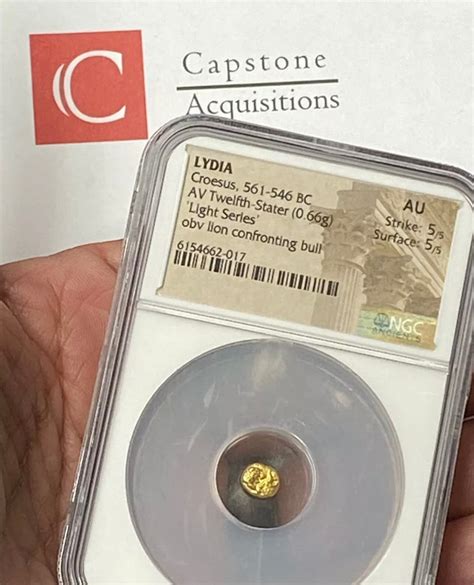 C
Capstone
Acquisitions
LYDIA
Croesus, 561-546 BC
AV Twelfth-Stater (0.66g)
'Light Series'
obv lion confronting bull
6154662-017
AU
Strike: 5/5
Surface: 5/5
NGC